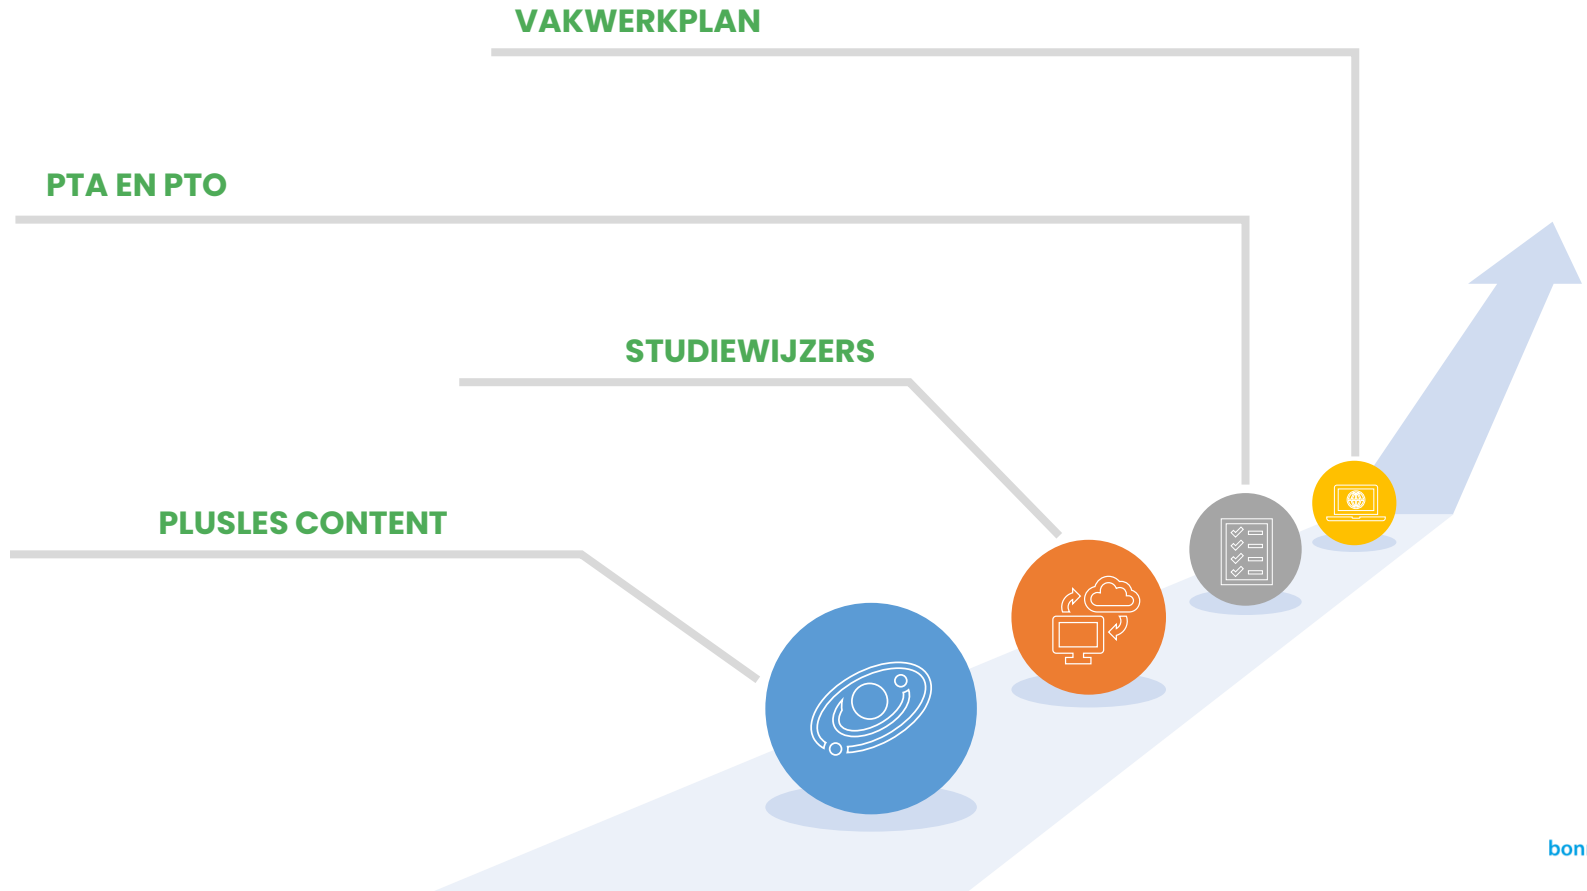 VAKWERKPLAN
PTA EN PTO
STUDIEWIJZERS
PLUSLES CONTENT